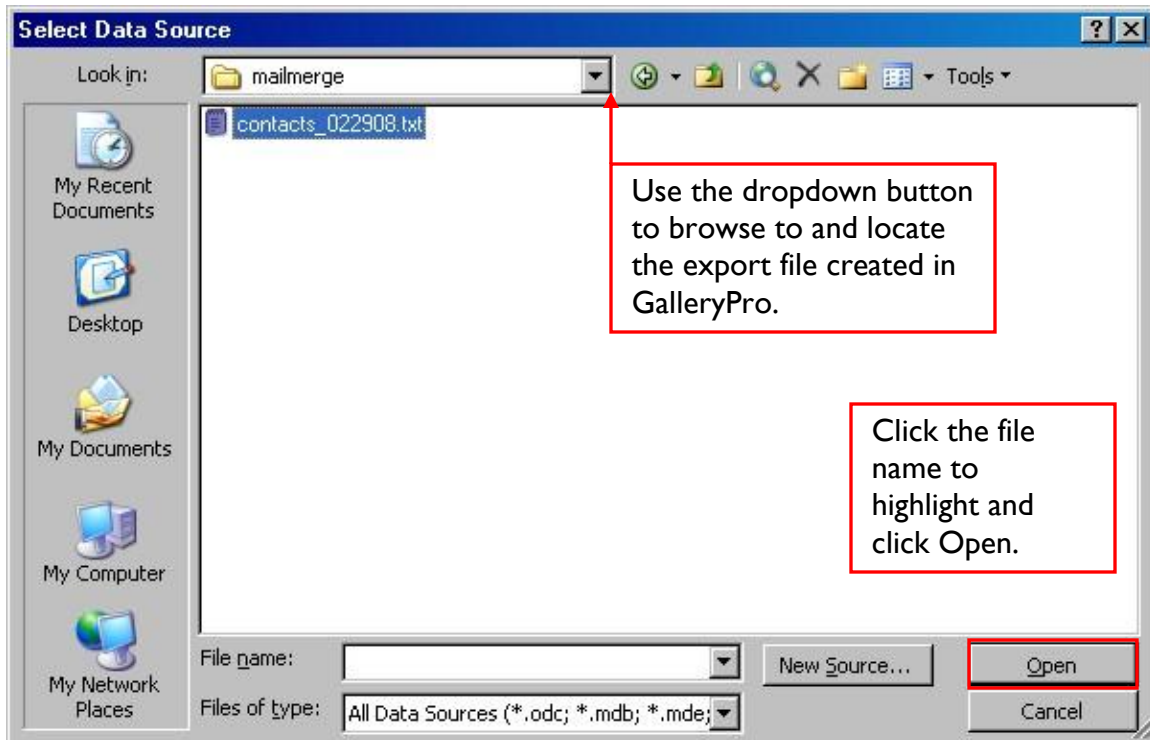 Select Data Source
Look in:
mailmerge
Tools
contacts_022908.txt
My Recent
Documents
Desktop
My Documents
My Computer
My Network
Places
Use the dropdown button
to browse to and locate
the export file created in
GalleryPro.
Click the file
name to
highlight and
click Open.
File name:
New Source...
Open
Files of type:
All Data Sources (*.odc; *.mdb; *.mde;
Cancel